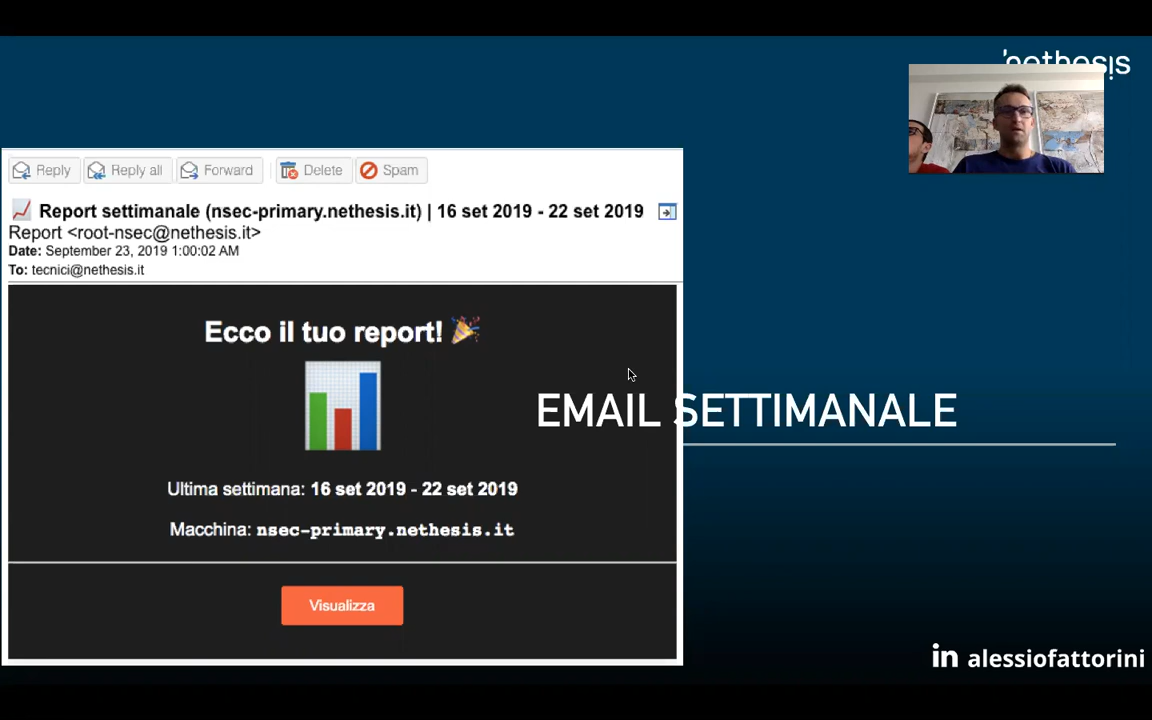 nethesis
Reply
Reply all
Forward
Delete
Spam
Report settimanale (nsec-primary.nethesis.it) | 16 set 2019 - 22 set 2019
Report <root-nsec@nethesis.it>
Date: September 23, 2019 1:00:02 AM
To: tecnici@nethesis.it
Ecco il tuo report!
EMAIL SETTIMANALE
Ultima settimana: 16 set 2019 - 22 set 2019
Macchina: nsec-primary.nethesis.it
Visualizza
in alessiofattorini